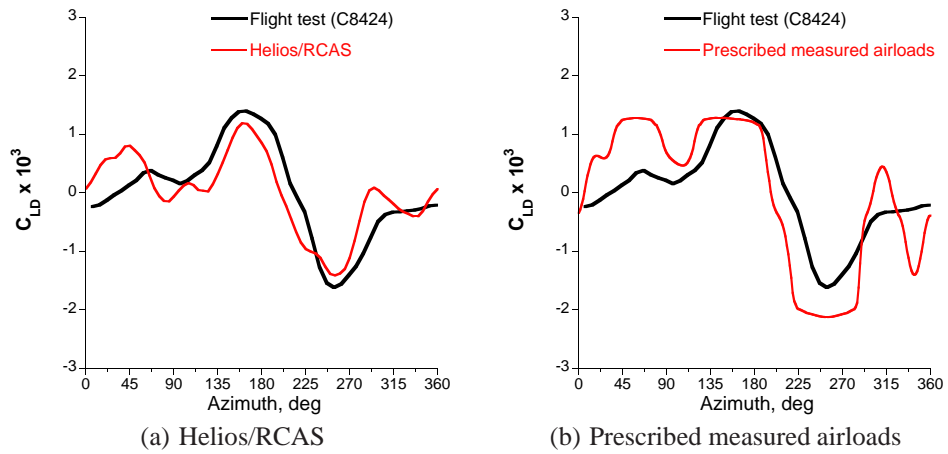 Flight test (C8424)
Helios/RCAS
3
2
1
0
-1
-2
-3
C_LD x 10^3
0 45 90 135 180 225 270 315 360
Azimuth, deg
(a) Helios/RCAS
Flight test (C8424)
Prescribed measured airloads
3
2
1
0
-1
-2
-3
C_LD x 10^3
0 45 90 135 180 225 270 315 360
Azimuth, deg
(b) Prescribed measured airloads